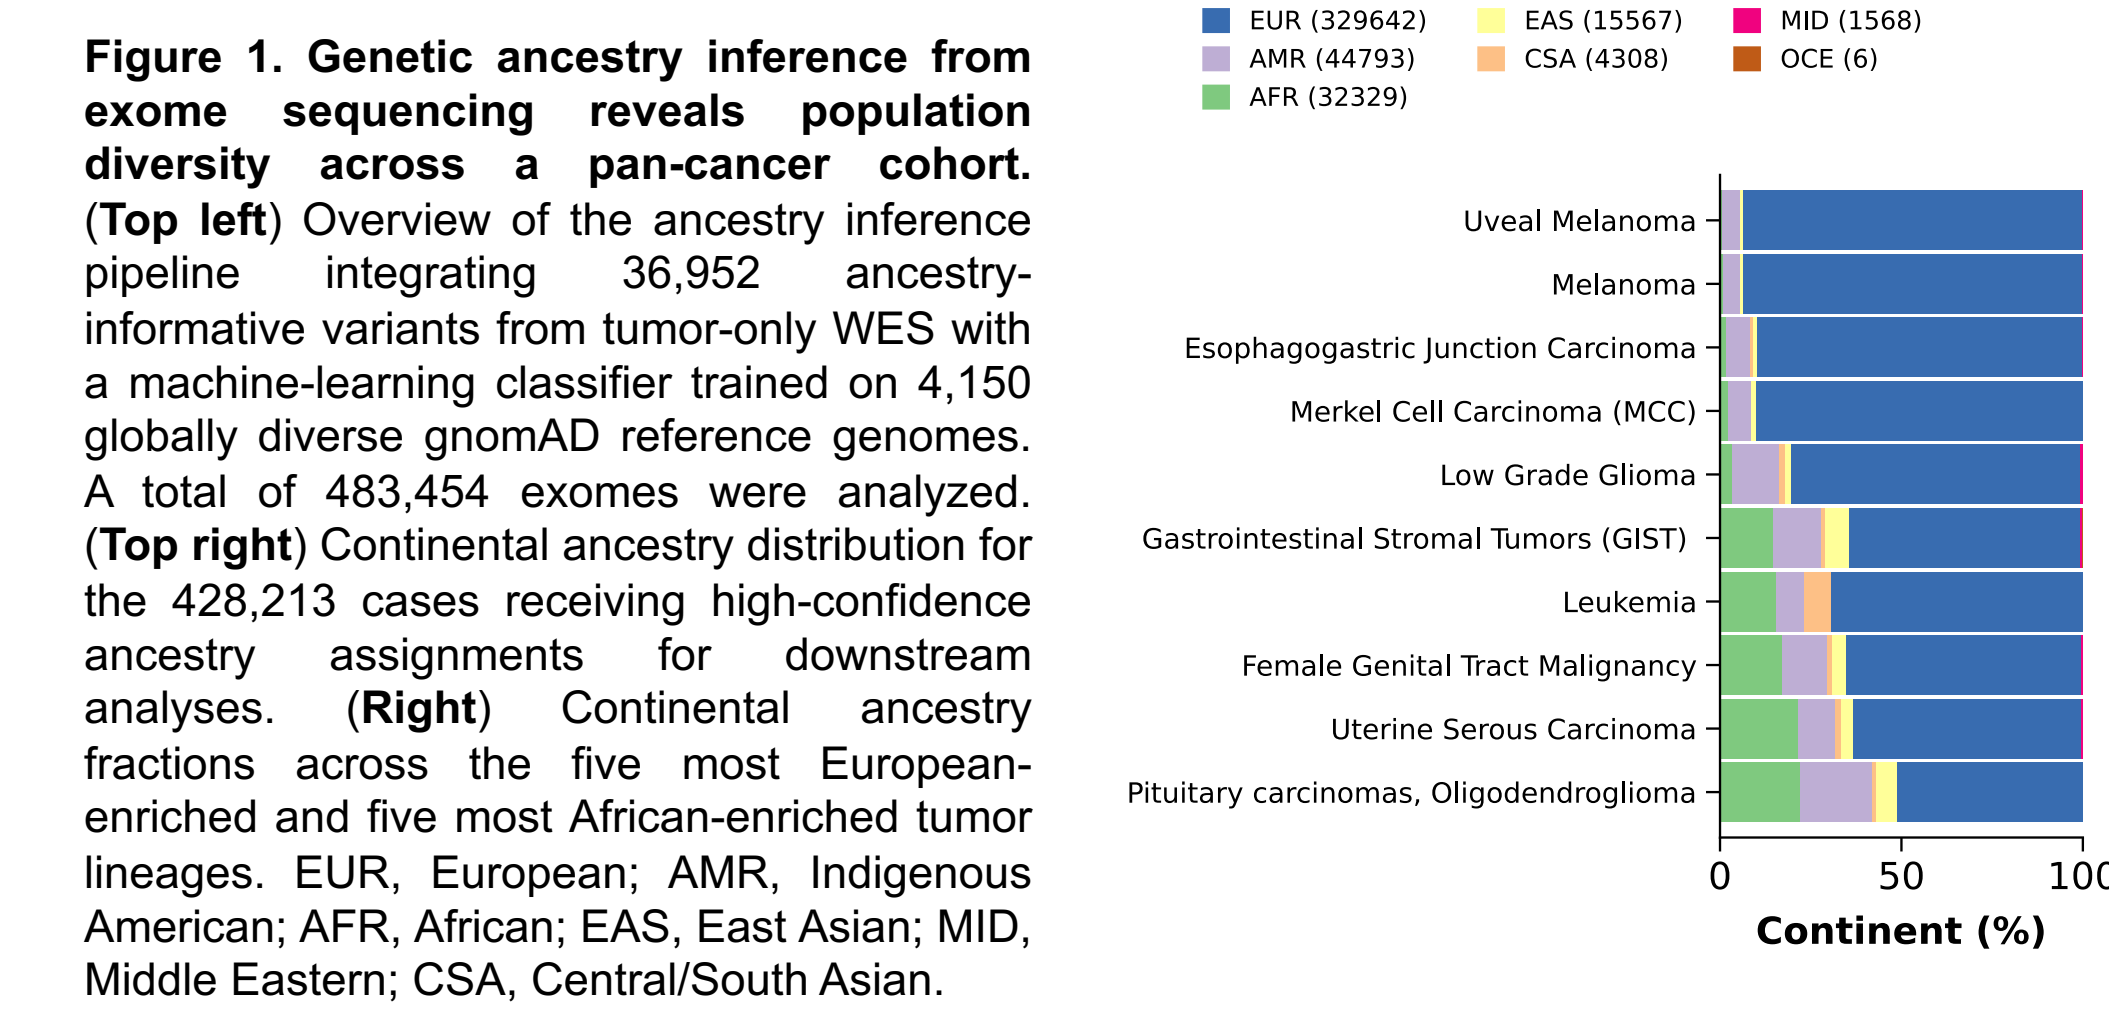 Figure 1. Genetic ancestry inference from
exome sequencing reveals population
diversity across a pan-cancer cohort.
(Top left) Overview of the ancestry inference
pipeline integrating 36,952 ancestry-
informative variants from tumor-only WES with
a machine-learning classifier trained on 4,150
globally diverse gnomAD reference genomes.
A total of 483,454 exomes were analyzed.
(Top right) Continental ancestry distribution for
the 428,213 cases receiving high-confidence
ancestry assignments for downstream
analyses. (Right) Continental ancestry
fractions across the five most European-
enriched and five most African-enriched tumor
lineages. EUR, European; AMR, Indigenous
American; AFR, African; EAS, East Asian; MID,
Middle Eastern; CSA, Central/South Asian.
EUR (329642)
AMR (44793)
AFR (32329)
EAS (15567)
CSA (4308)
MID (1568)
OCE (6)
Uveal Melanoma
Melanoma
Esophagogastric Junction Carcinoma
Merkel Cell Carcinoma (MCC)
Low Grade Glioma
Gastrointestinal Stromal Tumors (GIST)
Leukemia
Female Genital Tract Malignancy
Uterine Serous Carcinoma
Pituitary carcinomas, Oligodendroglioma
0 50 100
Continent (%)